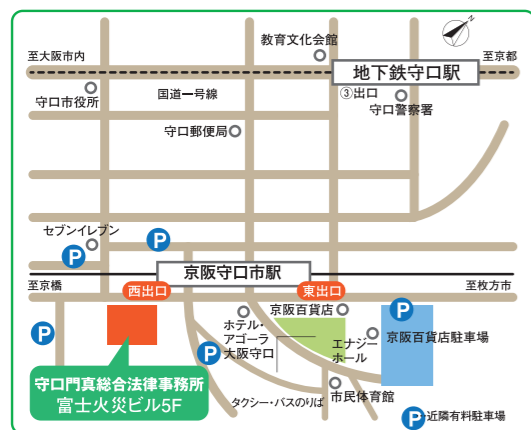 N
教育文化会館
至大阪市内
地下鉄守口駅
至京都
守口市役所
国道一号線
③出口
守口警察署
守口郵便局
セブンイレブン
P
P
京阪守口市駅
至京橋
西出口
東出口
至枚方市
京阪百貨店
P
P
ホテル・
アゴーラ
大阪守口
P
エナジー
ホール
京阪百貨店駐車場
守口門真総合法律事務所
富士火災ビル5F
市民体育館
タクシー・バスのりば
P…近隣有料駐車場